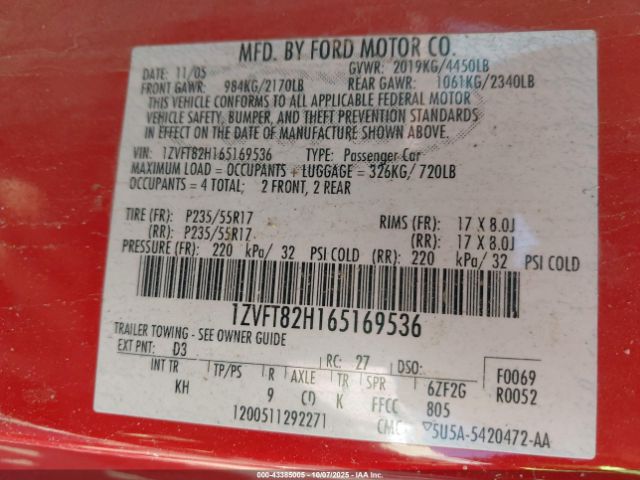 MFD. BY FORD MOTOR CO.
DATE: 11/05 GVWR: 2019KG/4450LB
FRONT GAWR: 984KG/2170LB REAR GAWR: 1061KG/2340LB
THIS VEHICLE CONFORMS TO ALL APPLICABLE FEDERAL MOTOR
VEHICLE SAFETY, BUMPER, AND THEFT PREVENTION STANDARDS
IN EFFECT ON THE DATE OF MANUFACTURE SHOWN ABOVE.
VIN: 1ZVFT82H165169536 TYPE: Passenger Car
MAXIMUM LOAD = OCCUPANTS + LUGGAGE = 326KG/ 720LB
OCCUPANTS = 4 TOTAL; 2 FRONT, 2 REAR
TIRE (FR): P235/55R17 RIMS (FR): 17 X 8.0J
(RR): P235/55R17 (RR): 17 X 8.0J
PRESSURE (FR): 220 kPa/ 32 PSI COLD (RR): 220 kPa/ 32 PSI COLD
1ZVFT82H165169536
TRAILER TOWING - SEE OWNER GUIDE
EXT PNT: D3 RC: 27 DSO: F0069
INT TR TP/PS R AXLE TR SPR 6ZF2G R0052
KH 9 CD K FFCC 805
1200511292271 CMC ▽5U5A-5420472-AA
000-43385005 - 10/07/2025 - IAAI.COM